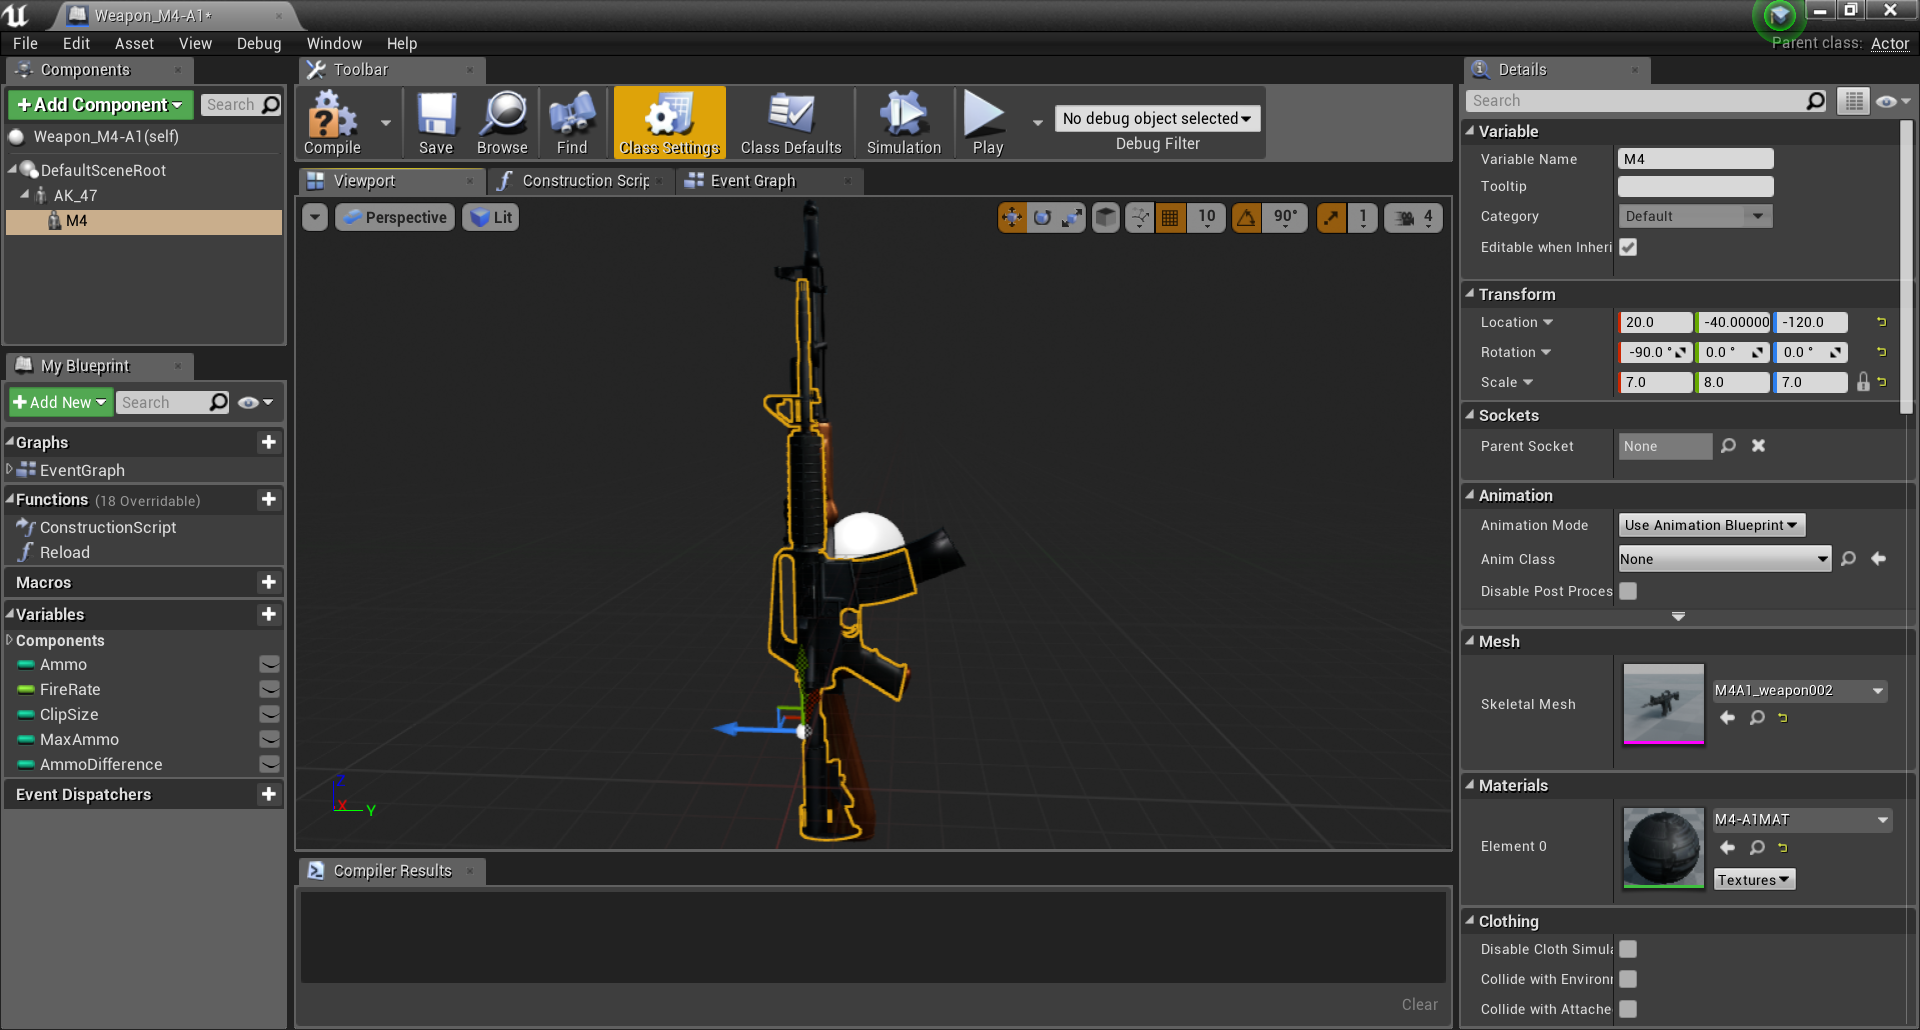 Weapon_M4-A1*
File Edit Asset View Debug Window Help
Parent class: Actor
Components
Add Component
Search
Weapon_M4-A1(self)
DefaultSceneRoot
AK_47
M4
My Blueprint
Add New
Search
Graphs
EventGraph
Functions (18 Overridable)
ConstructionScript
Reload
Macros
Variables
Components
Ammo
FireRate
ClipSize
MaxAmmo
AmmoDifference
Event Dispatchers
Toolbar
Compile
Save
Browse
Find
Class Settings
Class Defaults
Simulation
Play
No debug object selected
Debug Filter
Viewport
Construction Scrip
Event Graph
Perspective
Lit
10
90°
1
4
Z
X
Y
Compiler Results
Clear
Details
Search
Variable
Variable Name M4
Tooltip
Category Default
Editable when Inheri
Transform
Location 20.0 -40.00000 -120.0
Rotation -90.0 ° 0.0 ° 0.0 °
Scale 7.0 8.0 7.0
Sockets
Parent Socket None
Animation
Animation Mode Use Animation Blueprint
Anim Class None
Disable Post Proces
Mesh
Skeletal Mesh M4A1_weapon002
Materials
Element 0 M4-A1MAT
Textures
Clothing
Disable Cloth Simula
Collide with Environ
Collide with Attache